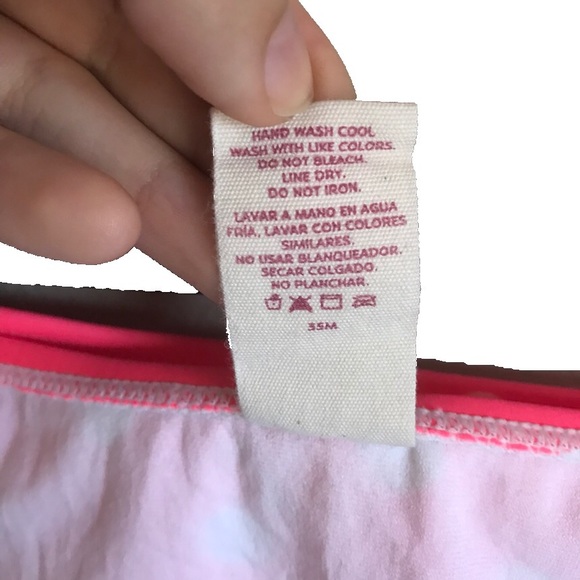 HAND WASH COOL
WASH WITH LIKE COLORS.
DO NOT BLEACH.
LINE DRY.
DO NOT IRON.
LAVAR A MANO EN AGUA
FRÍA. LAVAR CON COLORES
SIMILARES.
NO USAR BLANQUEADOR.
SECAR COLGADO.
NO PLANCHAR.
35M